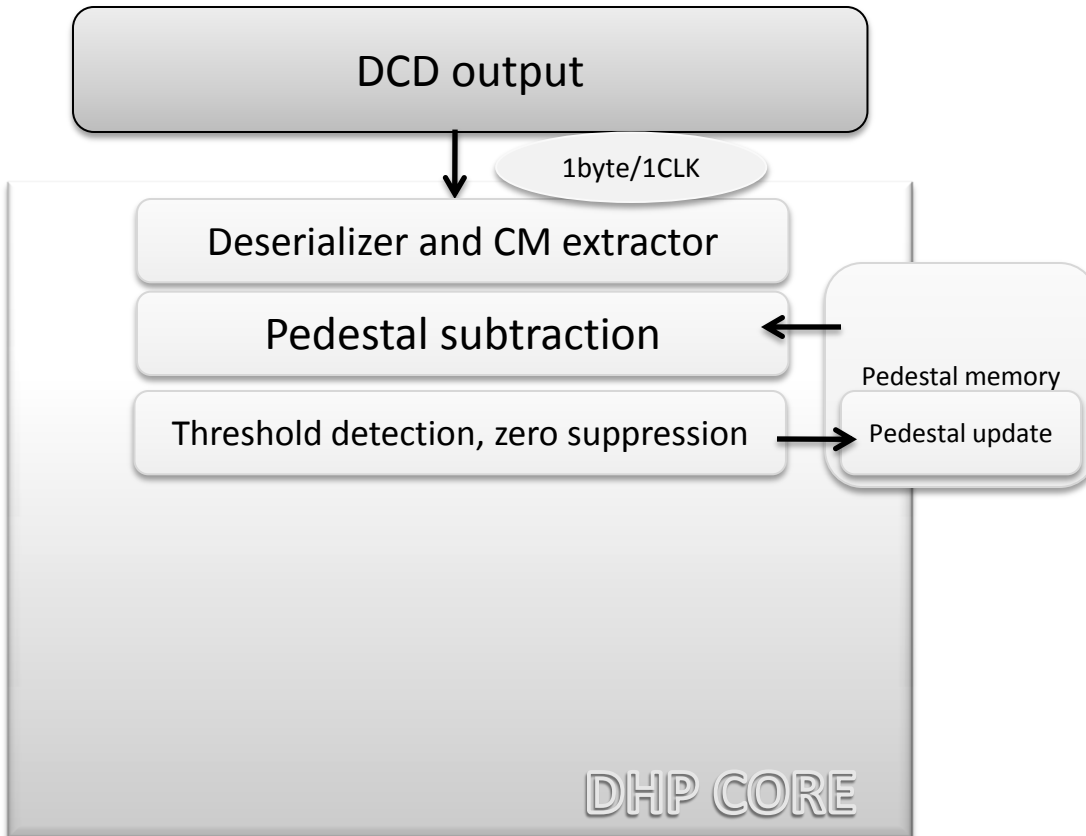 DCD output
1byte/1CLK
Deserializer and CM extractor
Pedestal subtraction
Pedestal memory
Threshold detection, zero suppression
Pedestal update
DHP CORE